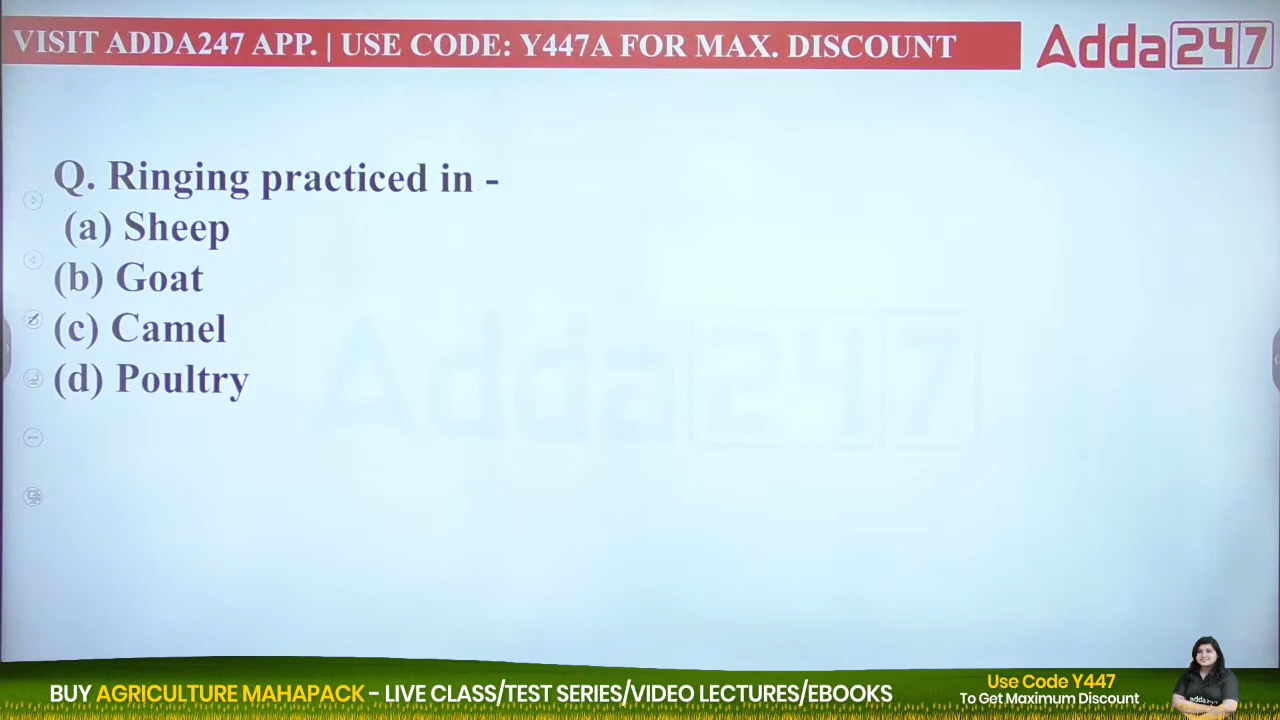 VISIT ADDA247 APP. | USE CODE: Y447A FOR MAX. DISCOUNT
Adda247
Q. Ringing practiced in -
(a) Sheep
(b) Goat
(c) Camel
(d) Poultry
Adda247
BUY AGRICULTURE MAHAPACK - LIVE CLASS/TEST SERIES/VIDEO LECTURES/EBOOKS
Use Code Y447
To Get Maximum Discount